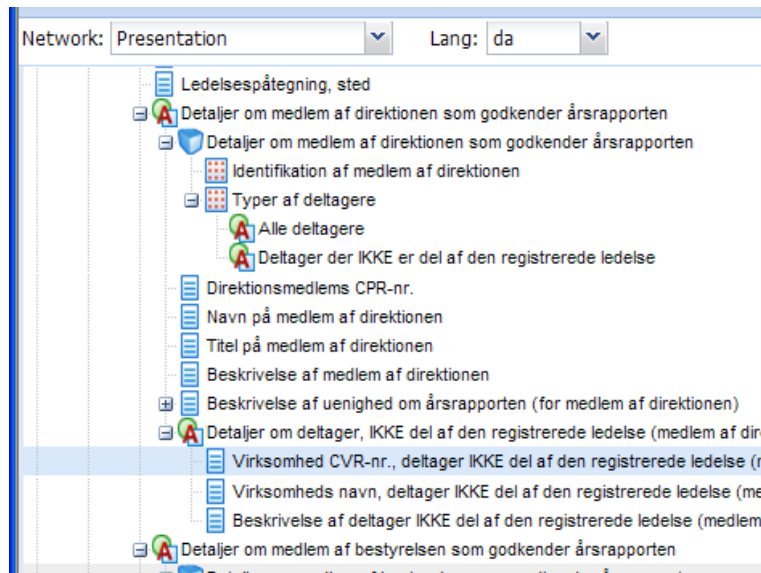 Network: Presentation Lang: da
Ledelsespåtegning, sted
Detaljer om medlem af direktionen som godkender årsrapporten
Detaljer om medlem af direktionen som godkender årsrapporten
Identifikation af medlem af direktionen
Typer af deltagere
Alle deltagere
Deltager der IKKE er del af den registrerede ledelse
Direktionsmedlems CPR-nr.
Navn på medlem af direktionen
Titel på medlem af direktionen
Beskrivelse af medlem af direktionen
Beskrivelse af uenighed om årsrapporten (for medlem af direktionen)
Detaljer om deltager, IKKE del af den registrerede ledelse (medlem af dire
Virksomhed CVR-nr., deltager IKKE del af den registrerede ledelse (
Virksomheds navn, deltager IKKE del af den registrerede ledelse (me
Beskrivelse af deltager IKKE del af den registrerede ledelse (medlem
Detaljer om medlem af bestyrelsen som godkender årsrapporten